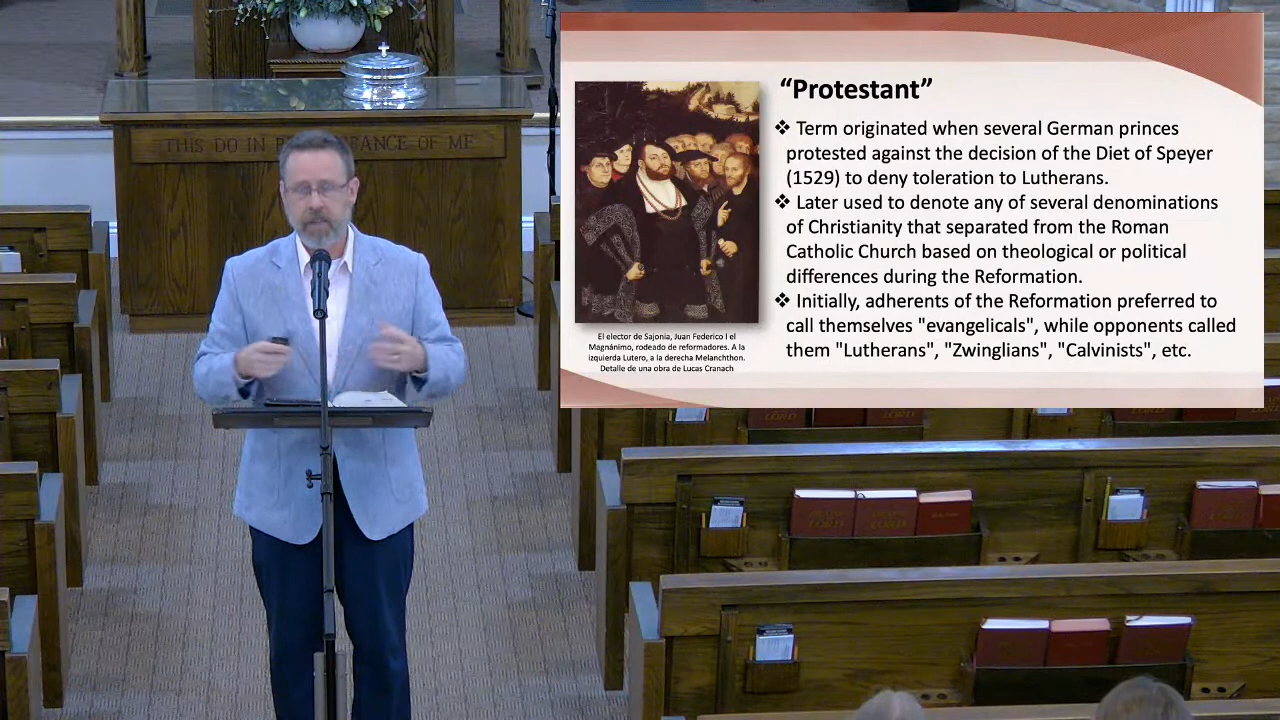 “Protestant”
❖ Term originated when several German princes
protested against the decision of the Diet of Speyer
(1529) to deny toleration to Lutherans.
❖ Later used to denote any of several denominations
of Christianity that separated from the Roman
Catholic Church based on theological or political
differences during the Reformation.
❖ Initially, adherents of the Reformation preferred to
call themselves "evangelicals", while opponents called
them "Lutherans", "Zwinglians", "Calvinists", etc.
El elector de Sajonia, Juan Federico I el
Magnánimo, rodeado de reformadores. A la
izquierda Lutero, a la derecha Melanchthon.
Detalle de una obra de Lucas Cranach
THIS DO IN RANCE OF ME
LORD
LORD